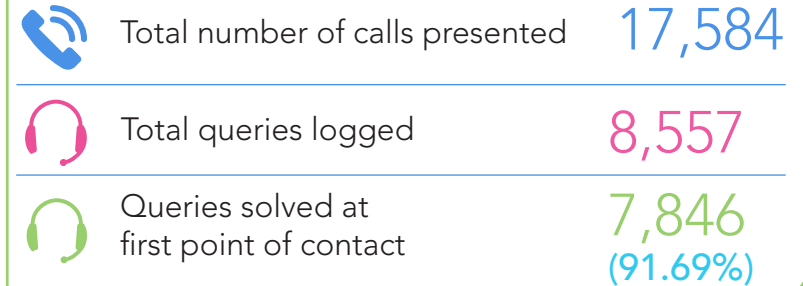 Total number of calls presented 17,584
Total queries logged 8,557
Queries solved at
first point of contact
7,846
(91.69%)